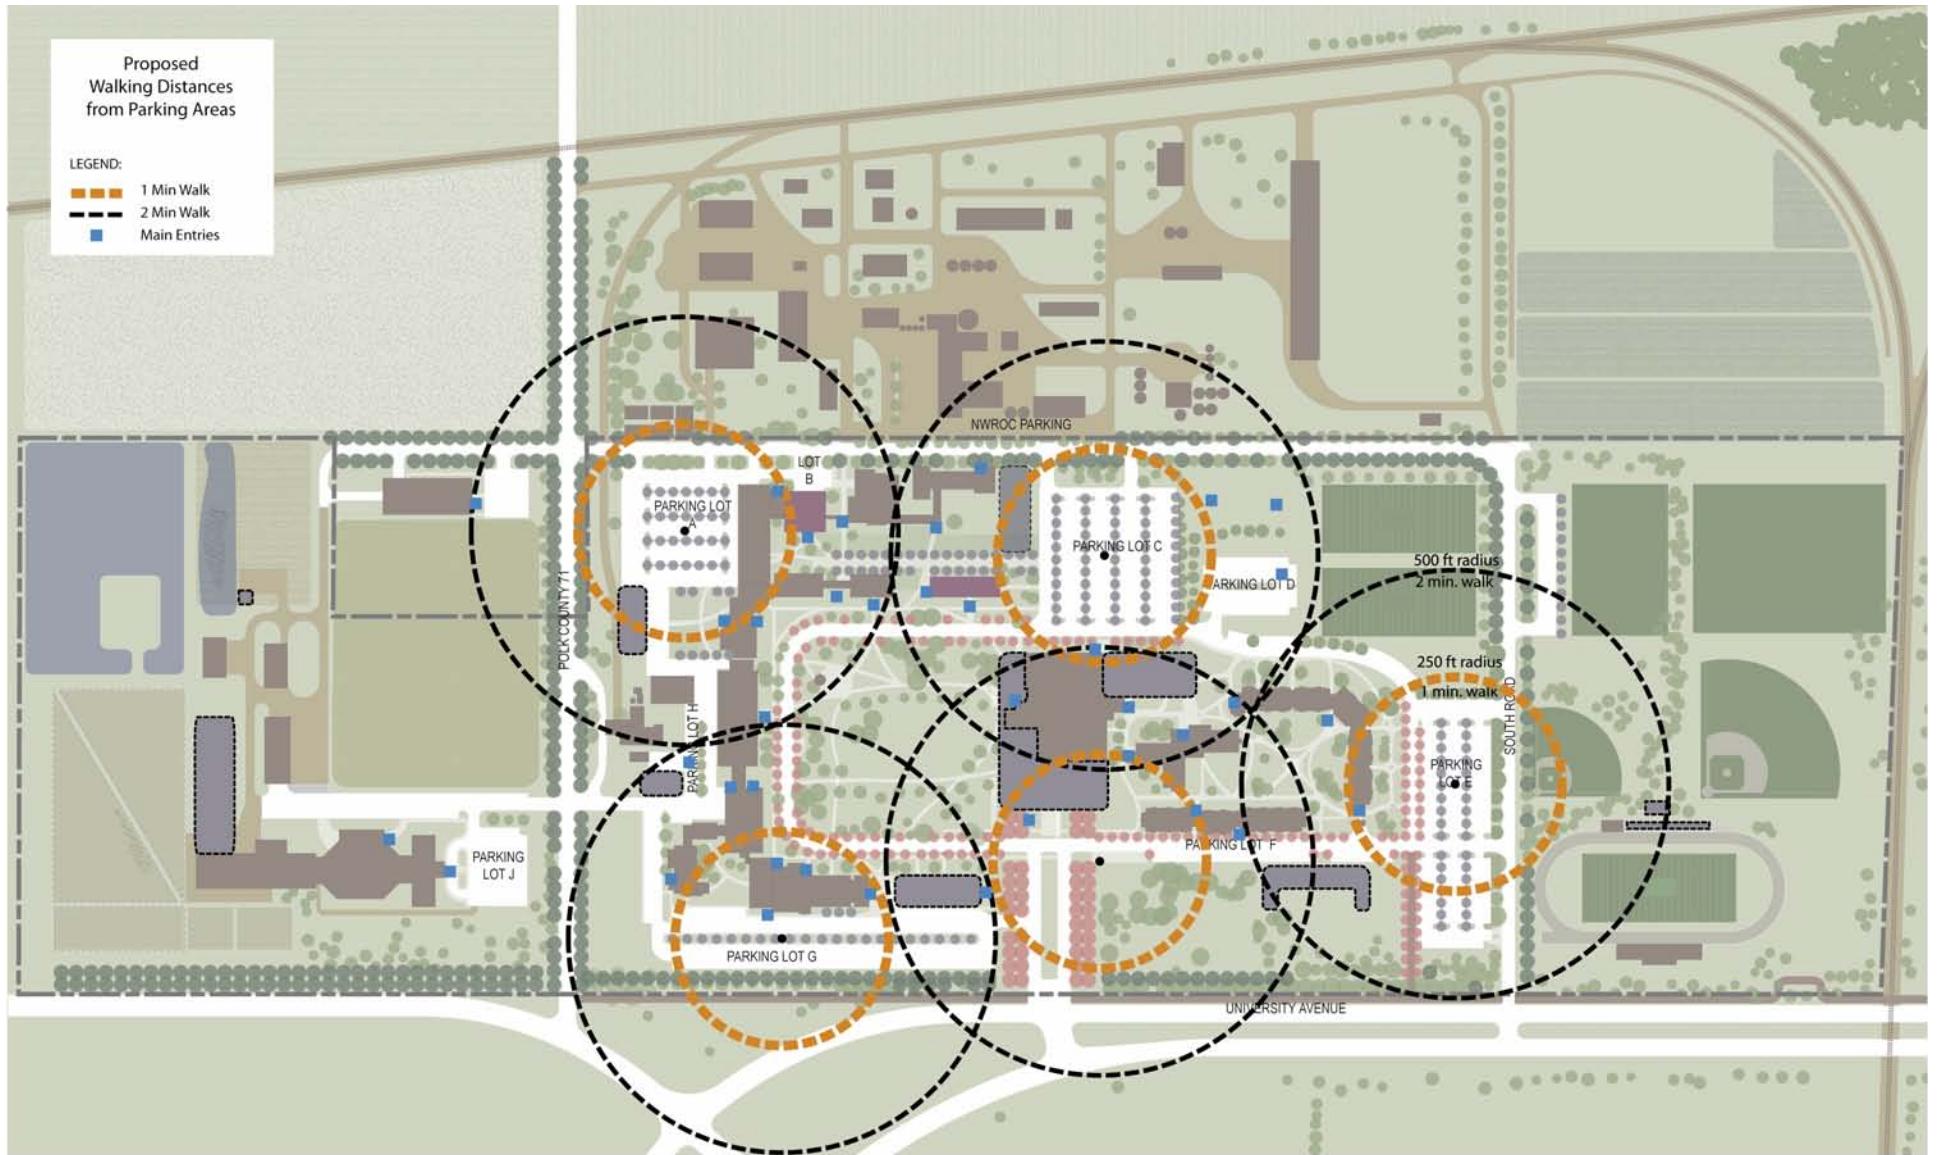 Proposed
Walking Distances
from Parking Areas
LEGEND:
1 Min Walk
2 Min Walk
Main Entries
NWROC PARKING
LOT
B
PARKING LOT
A
PARKING LOT C
ARKING LOT D
500 ft radius
2 min. walk
POLK COUNTY 71
250 ft radius
1 min. walk
SOUTH ROAD
PARKING LOT H
PARKING
LOT E
PARKING LOT F
PARKING
LOT J
PARKING LOT G
UNIVERSITY AVENUE